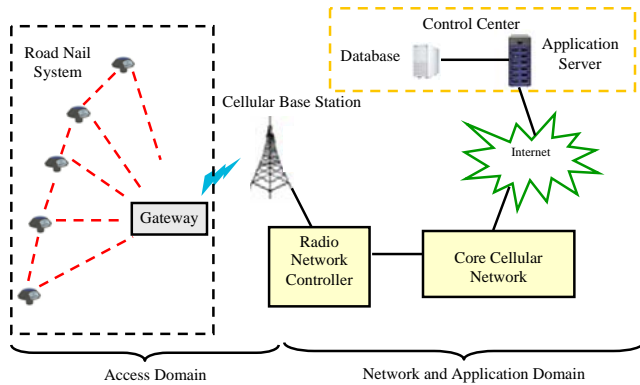 Road Nail
System
Control Center
Database
Application
Server
Cellular Base Station
Internet
Gateway
Radio
Network
Controller
Core Cellular
Network
Access Domain
Network and Application Domain